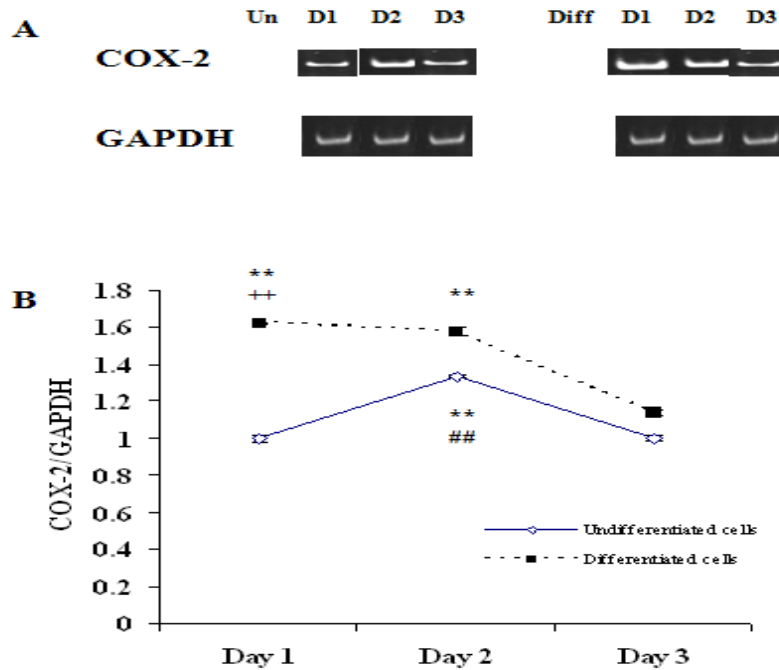 A
Un D1 D2 D3 Diff D1 D2 D3
COX-2
GAPDH
B
**
++ **
1.8
1.6
1.4
1.2
1
0.8
0.6
0.4
0.2
0
COX-2/GAPDH
**
##
Undifferentiated cells
Differentiated cells
Day 1 Day 2 Day 3